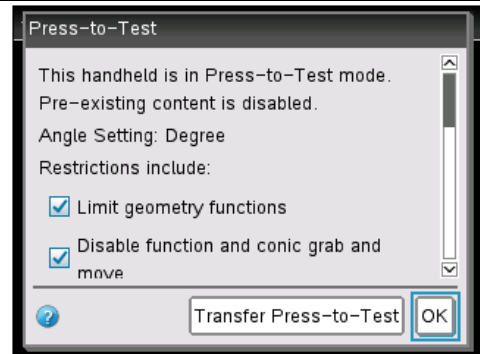 Press-to-Test
This handheld is in Press-to-Test mode.
Pre-existing content is disabled.
Angle Setting: Degree
Restrictions include:
Limit geometry functions
Disable function and conic grab and
move
?
Transfer Press-to-Test
OK